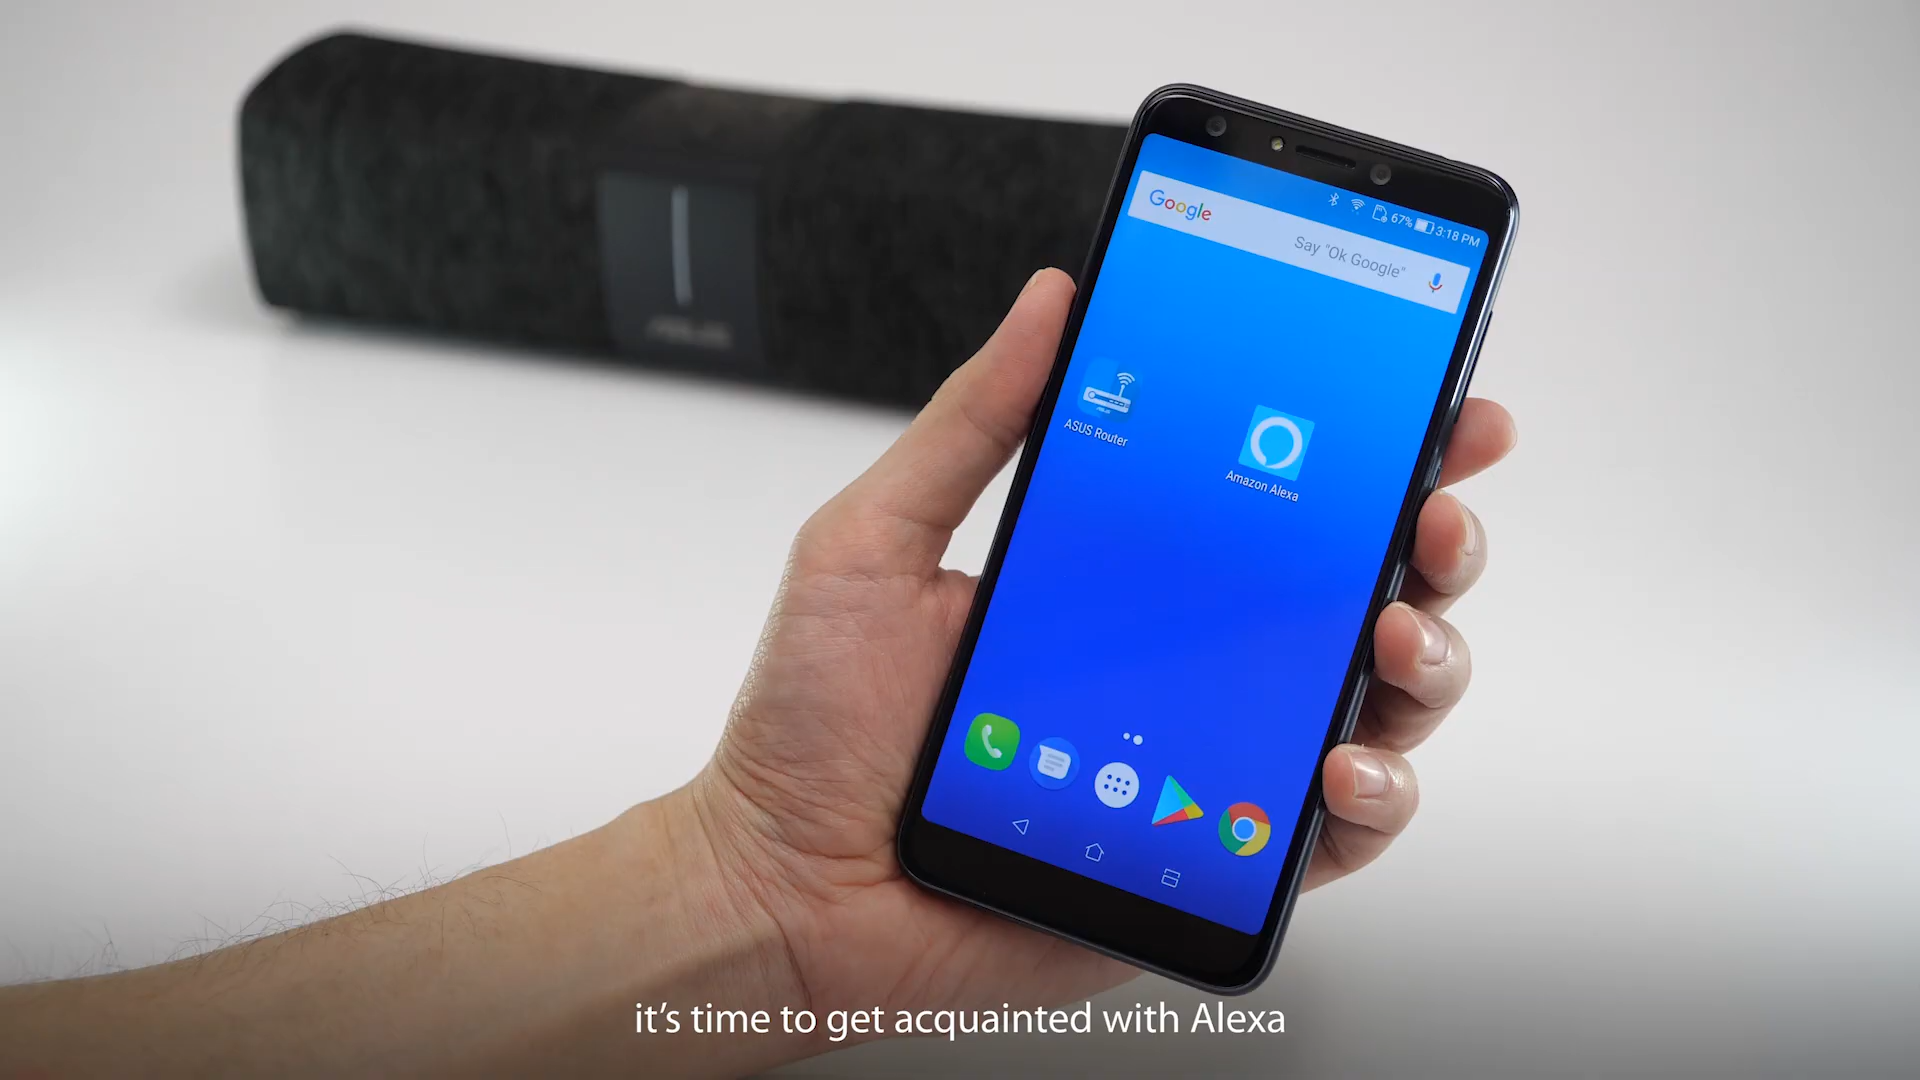 67% 3:18 PM
Google
Say "Ok Google"
ASUS Router
Amazon Alexa
ASUS
it's time to get acquainted with Alexa